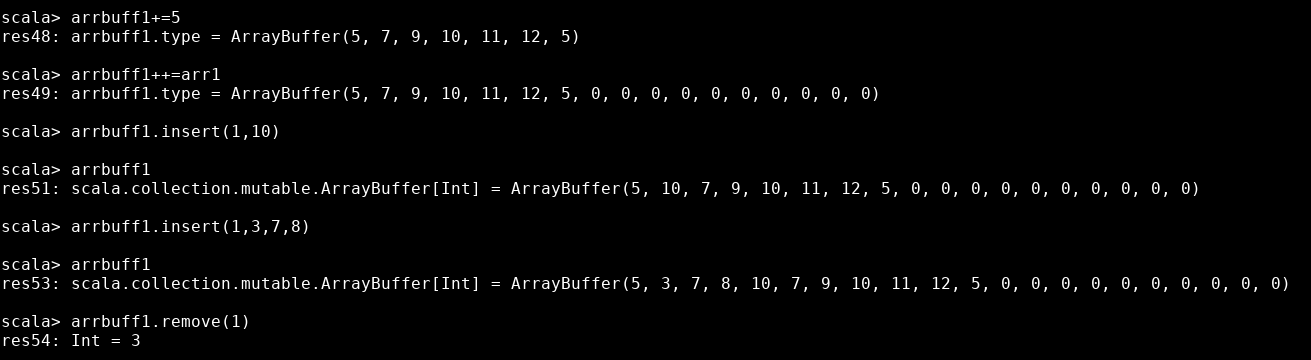 scala> arrbuff1+=5
res48: arrbuff1.type = ArrayBuffer(5, 7, 9, 10, 11, 12, 5)
scala> arrbuff1++=arr1
res49: arrbuff1.type = ArrayBuffer(5, 7, 9, 10, 11, 12, 5, 0, 0, 0, 0, 0, 0, 0, 0, 0, 0)
scala> arrbuff1.insert(1,10)
scala> arrbuff1
res51: scala.collection.mutable.ArrayBuffer[Int] = ArrayBuffer(5, 10, 7, 9, 10, 11, 12, 5, 0, 0, 0, 0, 0, 0, 0, 0, 0, 0)
scala> arrbuff1.insert(1,3,7,8)
scala> arrbuff1
res53: scala.collection.mutable.ArrayBuffer[Int] = ArrayBuffer(5, 3, 7, 8, 10, 7, 9, 10, 11, 12, 5, 0, 0, 0, 0, 0, 0, 0, 0, 0, 0)
scala> arrbuff1.remove(1)
res54: Int = 3